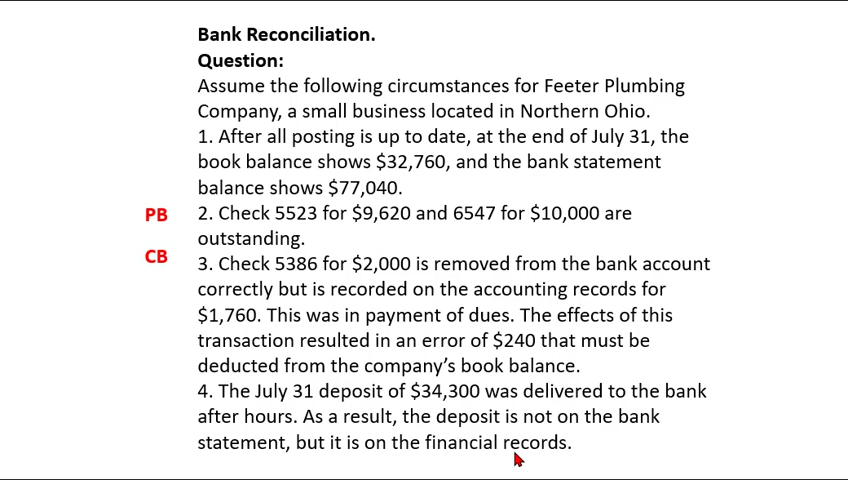 Bank Reconciliation.
Question:
Assume the following circumstances for Feeter Plumbing
Company, a small business located in Northern Ohio.
1. After all posting is up to date, at the end of July 31, the
book balance shows $32,760, and the bank statement
balance shows $77,040.
PB 2. Check 5523 for $9,620 and 6547 for $10,000 are
outstanding.
CB
3. Check 5386 for $2,000 is removed from the bank account
correctly but is recorded on the accounting records for
$1,760. This was in payment of dues. The effects of this
transaction resulted in an error of $240 that must be
deducted from the company’s book balance.
4. The July 31 deposit of $34,300 was delivered to the bank
after hours. As a result, the deposit is not on the bank
statement, but it is on the financial records.